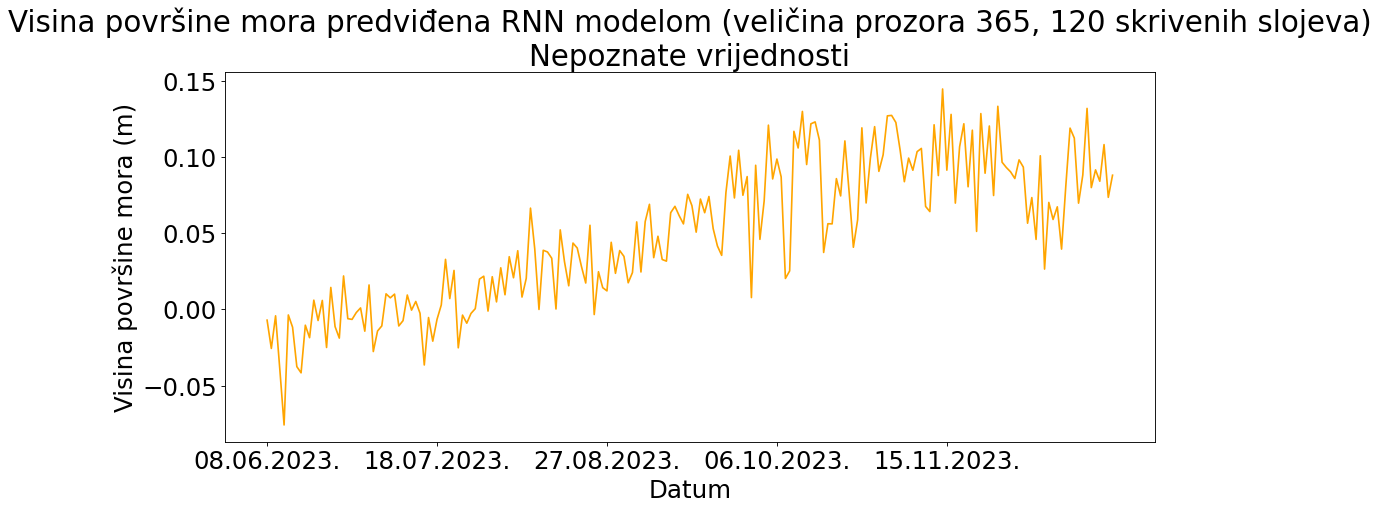 Visina površine mora predviđena RNN modelom (veličina prozora 365, 120 skrivenih slojeva)
Nepoznate vrijednosti
Visina površine mora (m)
0.15
0.10
0.05
0.00
−0.05
08.06.2023. 18.07.2023. 27.08.2023. 06.10.2023. 15.11.2023.
Datum